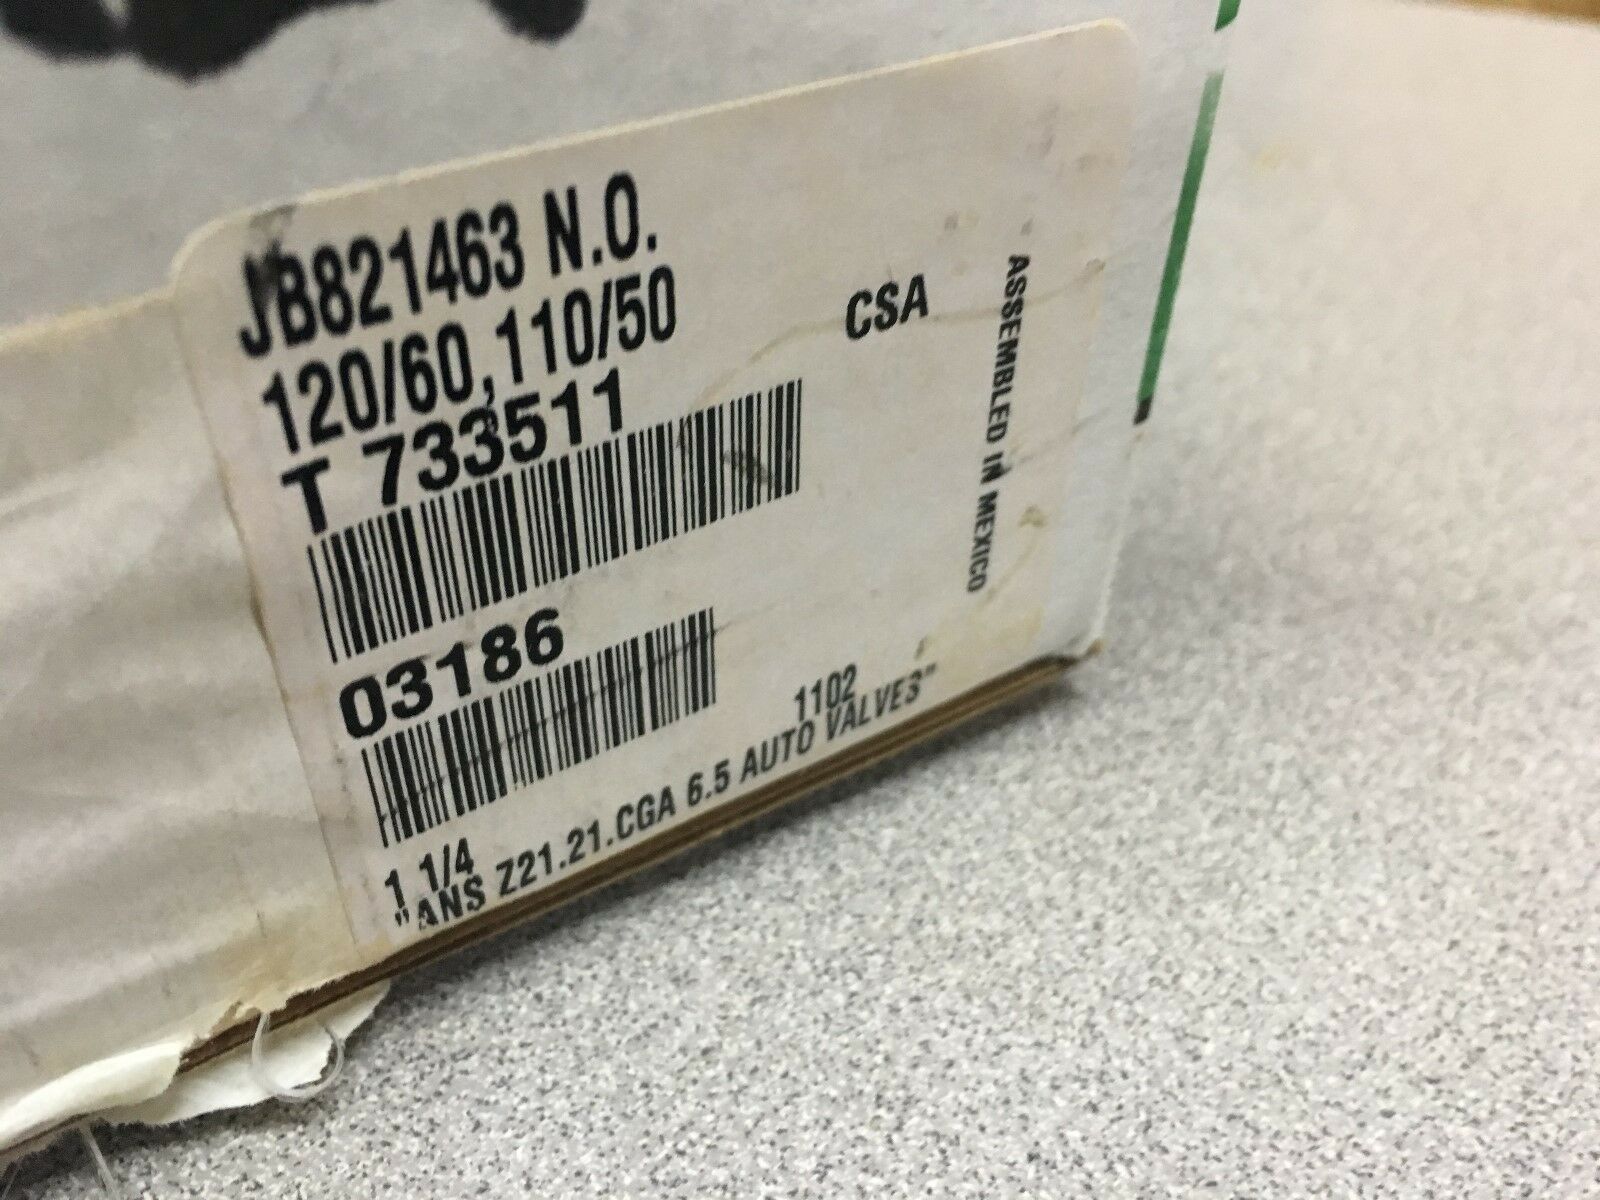 JB821463 N.O.
120/60,110/50
T 733511
CSA
03186
1 1/4
1102
"ANS Z21.21.CGA 6.5 AUTO VALVES"
ASSEMBLED IN MEXICO